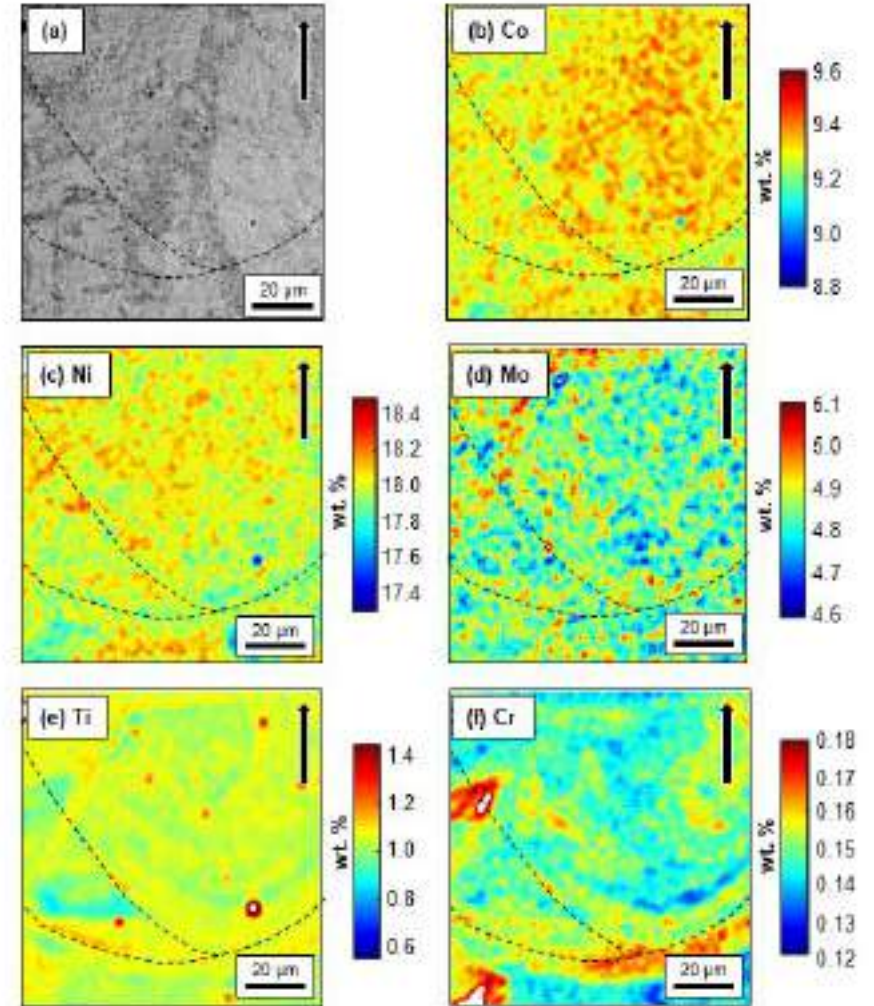 (a)
20 µm
(b) Co
20 µm
9.6
9.4
9.2
9.0
8.8
wt. %
(c) Ni
20 µm
18.4
18.2
18.0
17.8
17.6
17.4
wt. %
(d) Mo
20 µm
6.1
5.0
4.9
4.8
4.7
4.6
wt. %
(e) Ti
20 µm
1.4
1.2
1.0
0.8
0.6
wt. %
(f) Cr
20 µm
0.18
0.17
0.16
0.15
0.14
0.13
0.12
wt. %